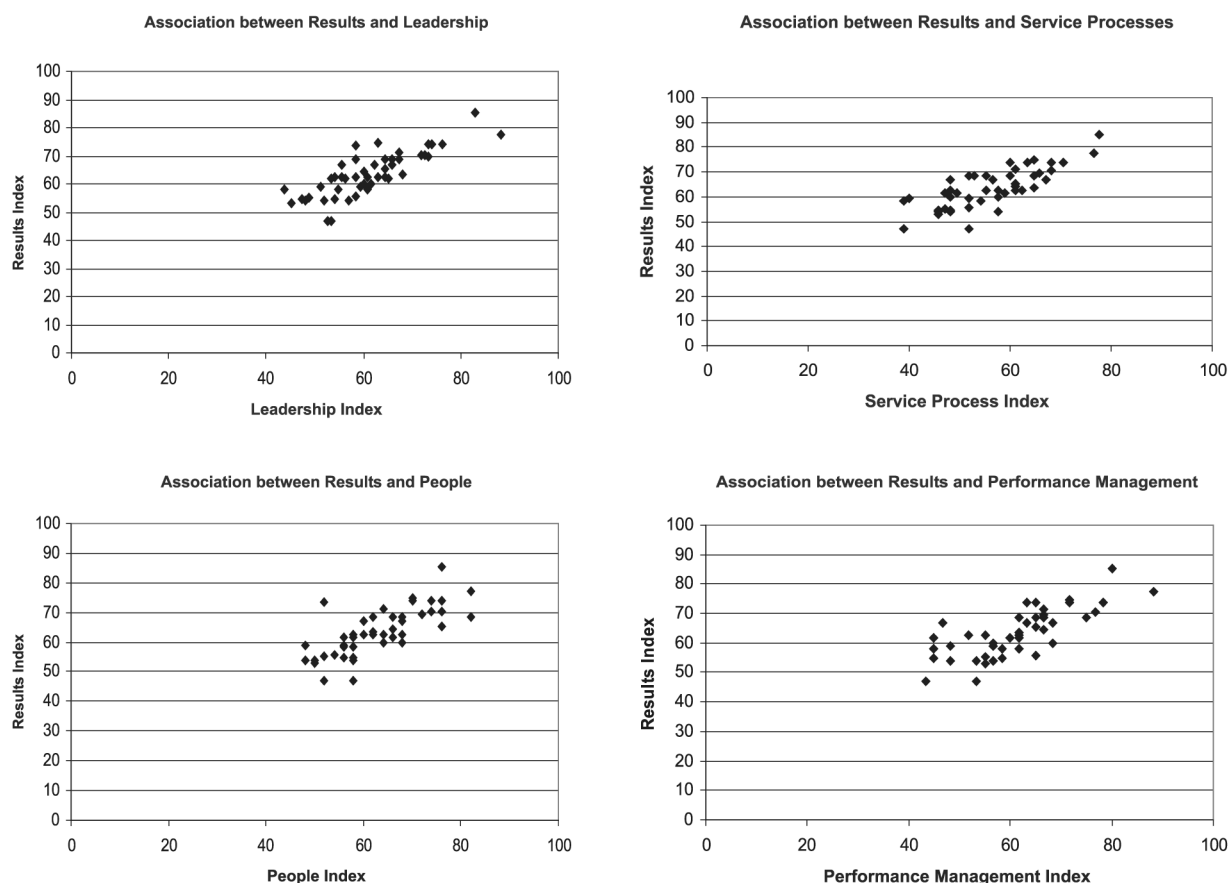 Association between Results and Leadership
Results Index
100
90
80
70
60
50
40
30
20
10
0
0 20 40 60 80 100
Leadership Index
Association between Results and Service Processes
Results Index
100
90
80
70
60
50
40
30
20
10
0
0 20 40 60 80 100
Service Process Index
Association between Results and People
Results Index
100
90
80
70
60
50
40
30
20
10
0
0 20 40 60 80 100
People Index
Association between Results and Performance Management
Results Index
100
90
80
70
60
50
40
30
20
10
0
0 20 40 60 80 100
Performance Management Index